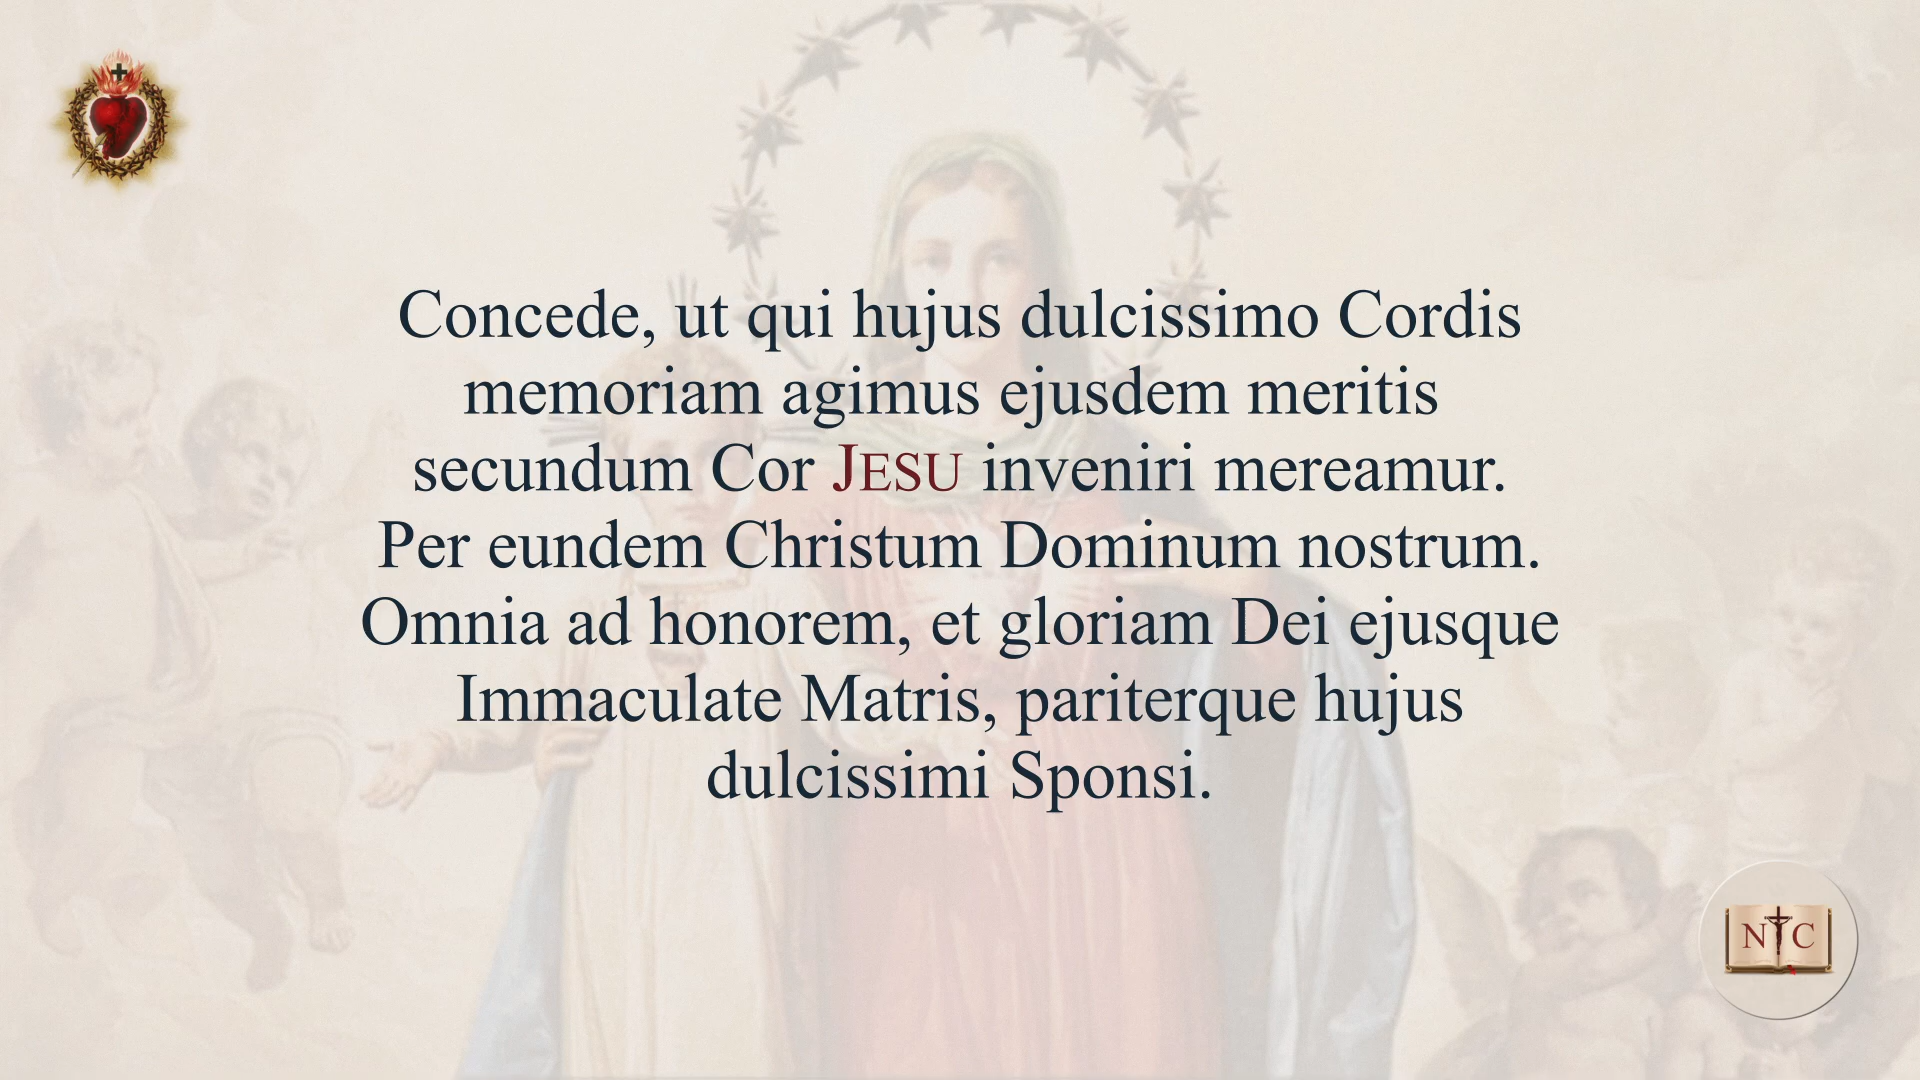 Concede, ut qui hujus dulcissimo Cordis
memoriam agimus ejusdem meritis
secundum Cor JESU inveniri mereamur.
Per eundem Christum Dominum nostrum.
Omnia ad honorem, et gloriam Dei ejusque
Immaculate Matris, pariterque hujus
dulcissimi Sponsi.
N C